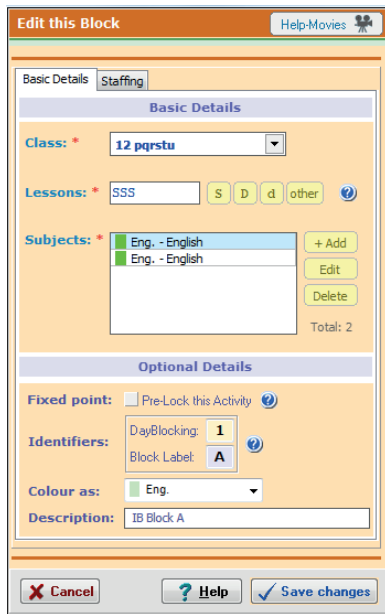 Edit this Block
Help-Movies
Basic Details Staffing
Basic Details
Class: * 12 pqrstu
Lessons: * SSS S D d other ?
Subjects: * Eng. - English + Add
Eng. - English
Edit
Delete
Total: 2
Optional Details
Fixed point: Pre-Lock this Activity ?
Identifiers: DayBlocking: 1 ?
Block Label: A
Colour as: Eng.
Description: IB Block A
Cancel ? Help Save changes